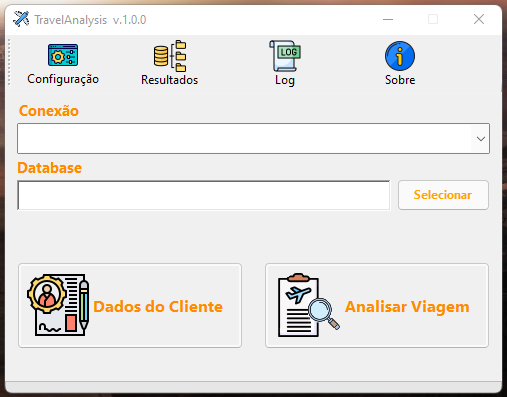 TravelAnalysis v.1.0.0
LOG
Configuração
Resultados
Log
Sobre
Conexão
Database
Selecionar
Dados do Cliente
Analisar Viagem